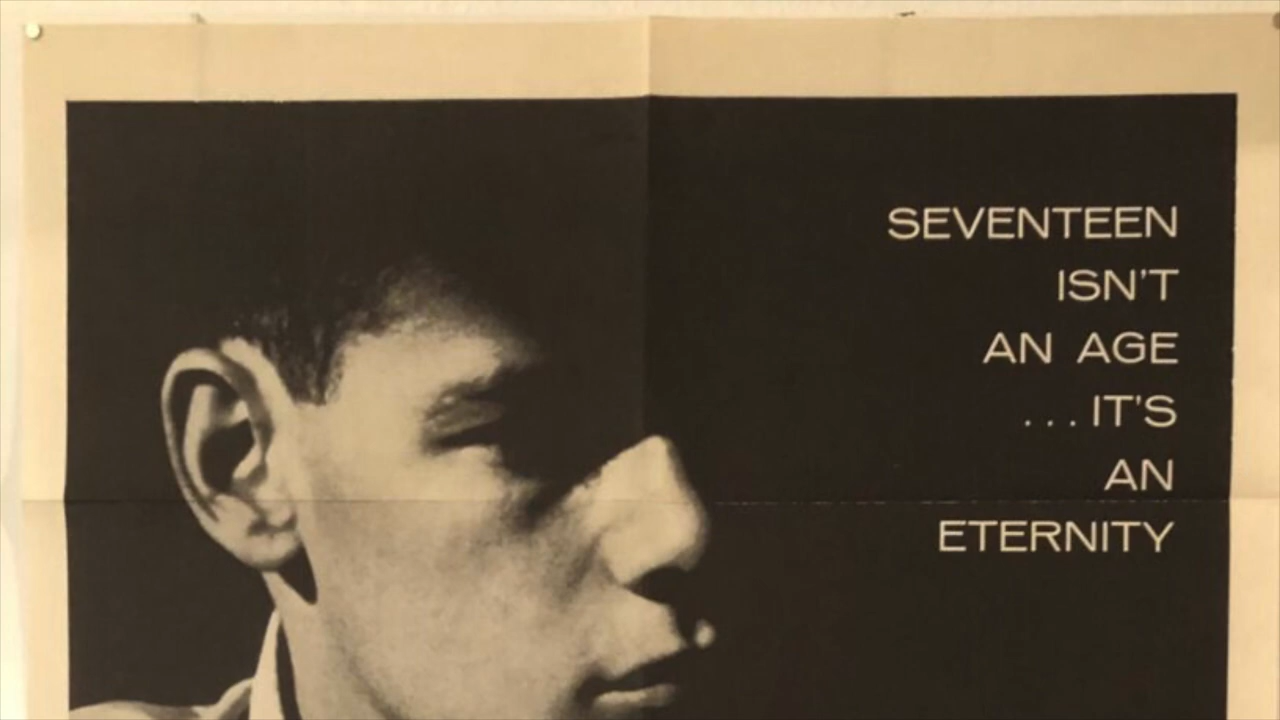 SEVENTEEN
ISN'T
AN AGE
...IT'S
AN
ETERNITY